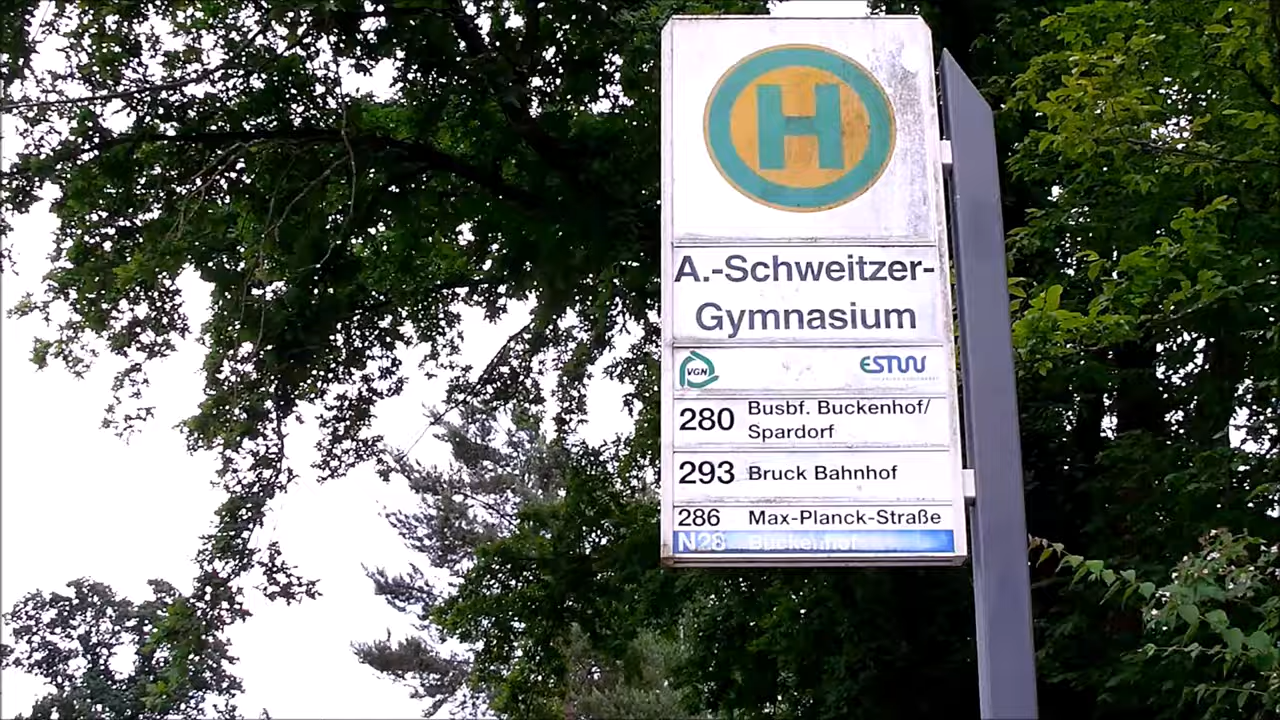 H
A.-Schweitzer-
Gymnasium
VGN
ESTW
280 Busbf. Buckenhof/
Spardorf
293 Bruck Bahnhof
286 Max-Planck-Straße
N28 Buckenhof